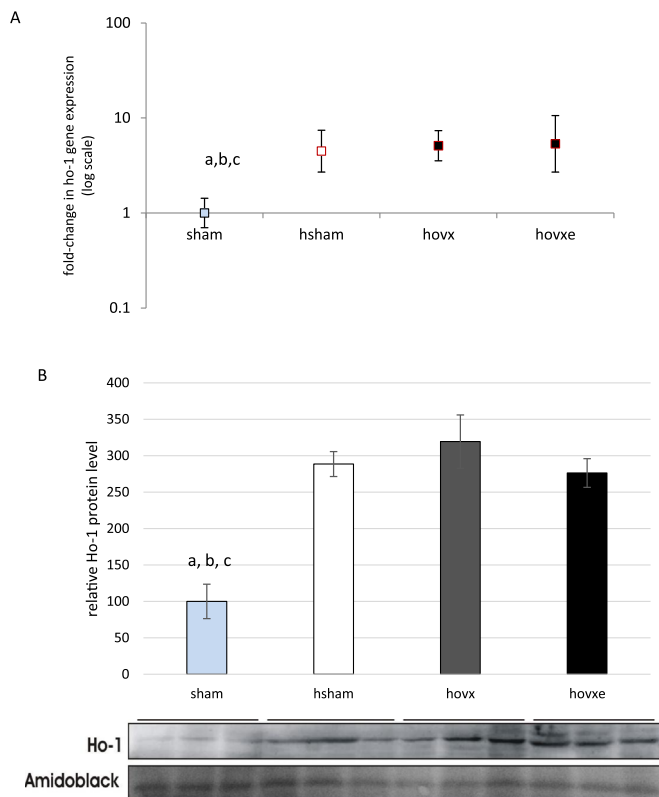 A
fold-change in ho-1 gene expression
(log scale)
100
10
1
0.1
a,b,c
sham hsham hovx hovxe
B
relative Ho-1 protein level
400
350
300
250
200
150
100
50
0
a, b, c
sham hsham hovx hovxe
Ho-1
Amidoblack